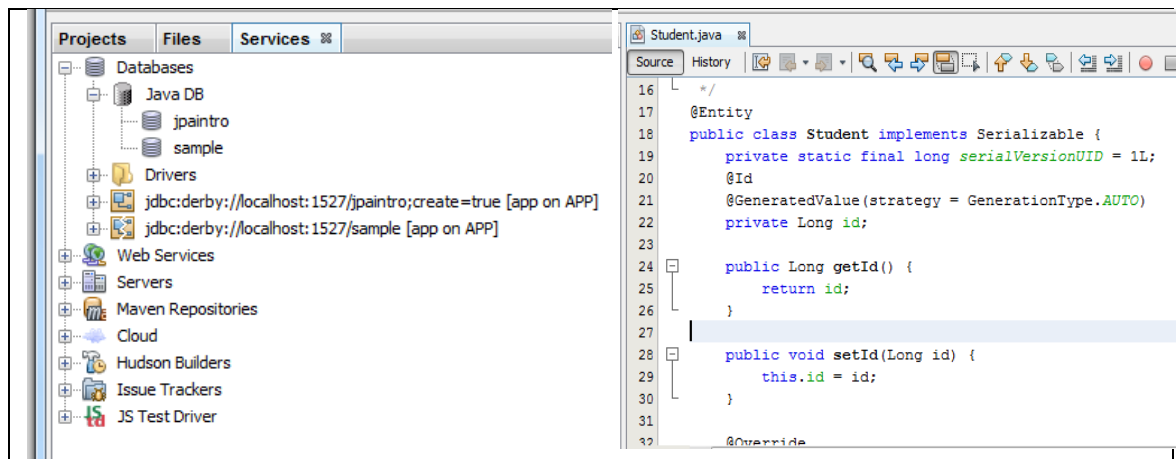 Projects Files Services
Databases
Java DB
jpaintro
sample
Drivers
jdbc:derby://localhost:1527/jpaintro;create=true [app on APP]
jdbc:derby://localhost:1527/sample [app on APP]
Web Services
Servers
Maven Repositories
Cloud
Hudson Builders
Issue Trackers
JS Test Driver
Student.java
Source History
16 */
17 @Entity
18 public class Student implements Serializable {
19 private static final long serialVersionUID = 1L;
20 @Id
21 @GeneratedValue(strategy = GenerationType.AUTO)
22 private Long id;
23
24 public Long getId() {
25 return id;
26 }
27
28 public void setId(Long id) {
29 this.id = id;
30 }
31
32 @Override